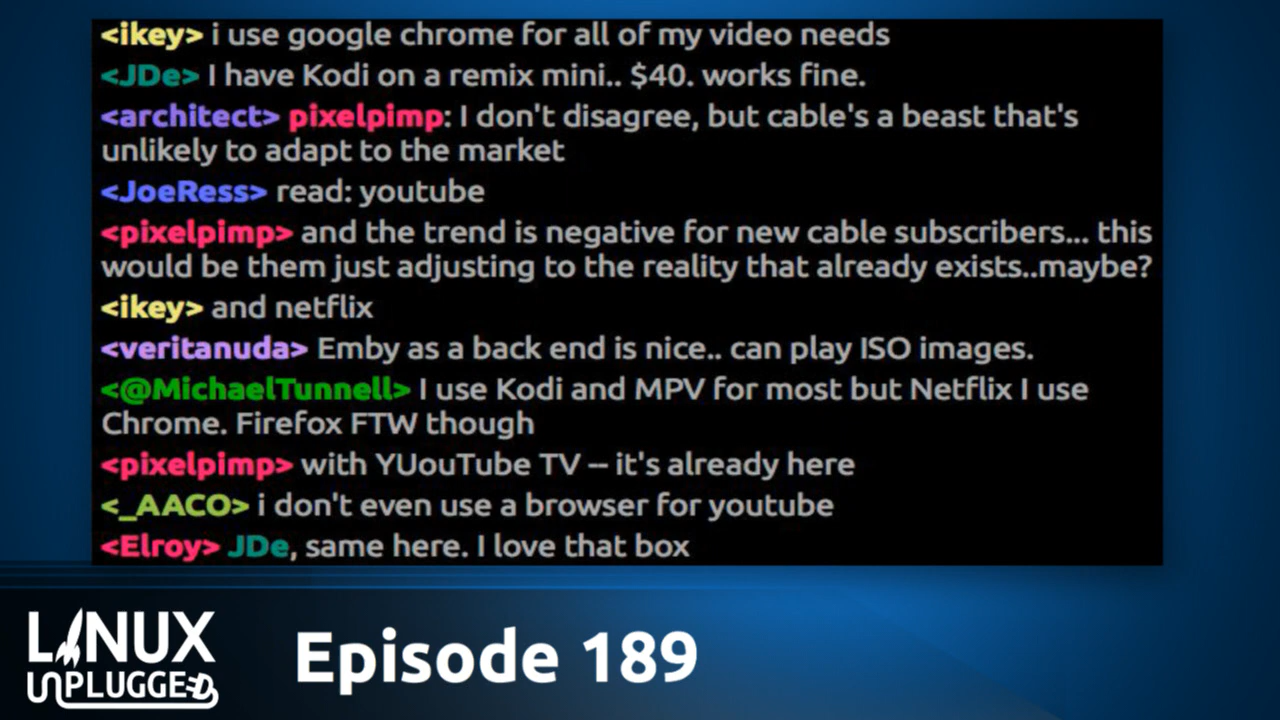 <ikey> i use google chrome for all of my video needs
<JDe> I have Kodi on a remix mini.. $40. works fine.
<architect> pixelpimp: I don't disagree, but cable's a beast that's
unlikely to adapt to the market
<JoeRess> read: youtube
<pixelpimp> and the trend is negative for new cable subscribers... this
would be them just adjusting to the reality that already exists..maybe?
<ikey> and netflix
<veritanuda> Emby as a back end is nice.. can play ISO images.
<@MichaelTunnell> I use Kodi and MPV for most but Netflix I use
Chrome. Firefox FTW though
<pixelpimp> with YUouTube TV -- it's already here
<_AACO> i don't even use a browser for youtube
<Elroy> JDe, same here. I love that box
LINUX
UNPLUGGED
Episode 189